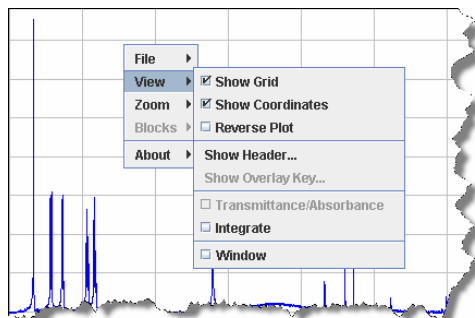 File
View
Zoom
Blocks
About
Show Grid
Show Coordinates
Reverse Plot
Show Header...
Show Overlay Key...
Transmittance/Absorbance
Integrate
Window